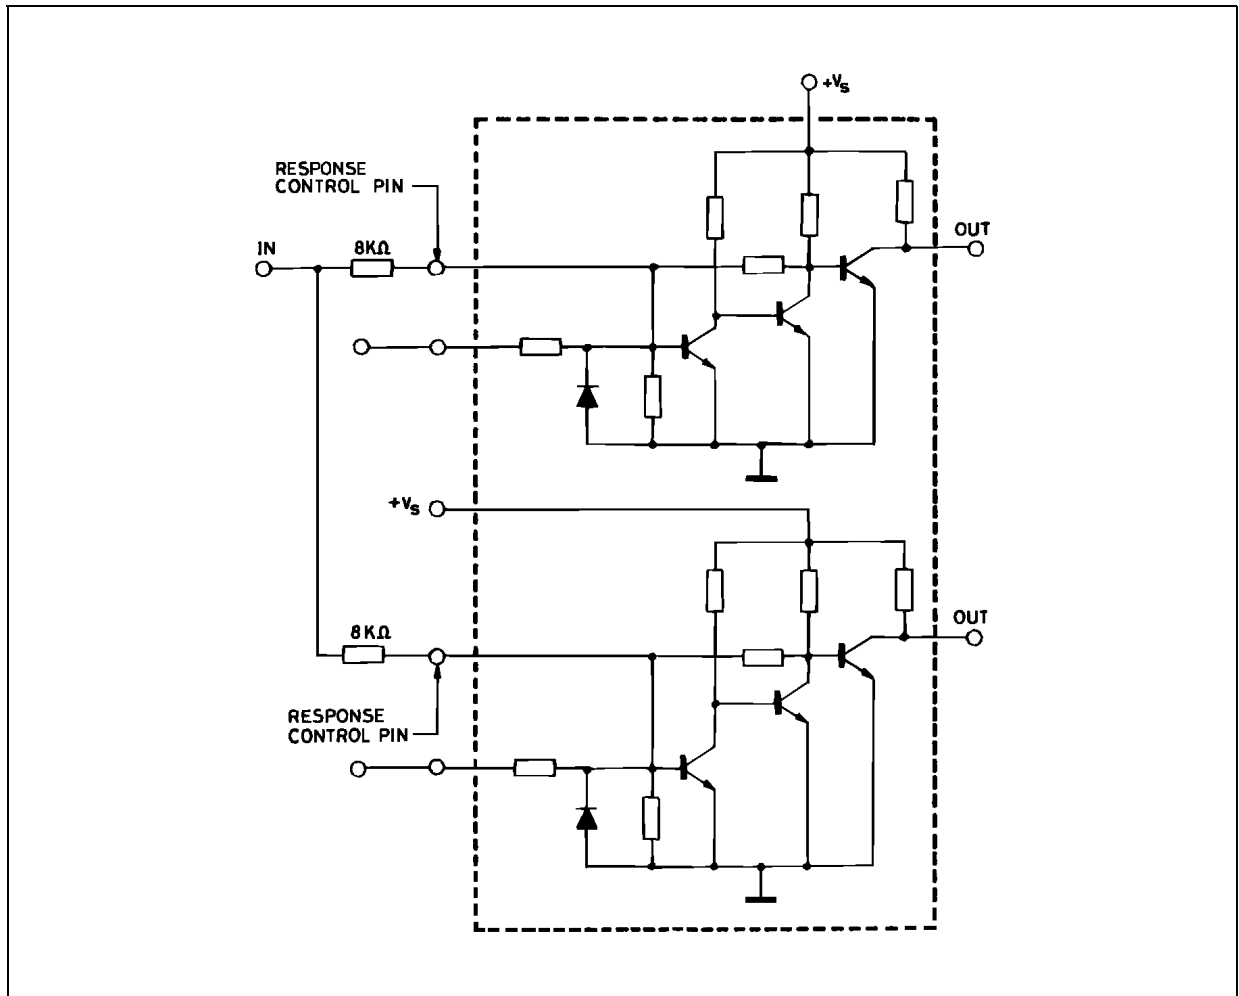 +Vs
RESPONSE
CONTROL PIN
IN
8KΩ
OUT
+Vs
8KΩ
OUT
RESPONSE
CONTROL PIN